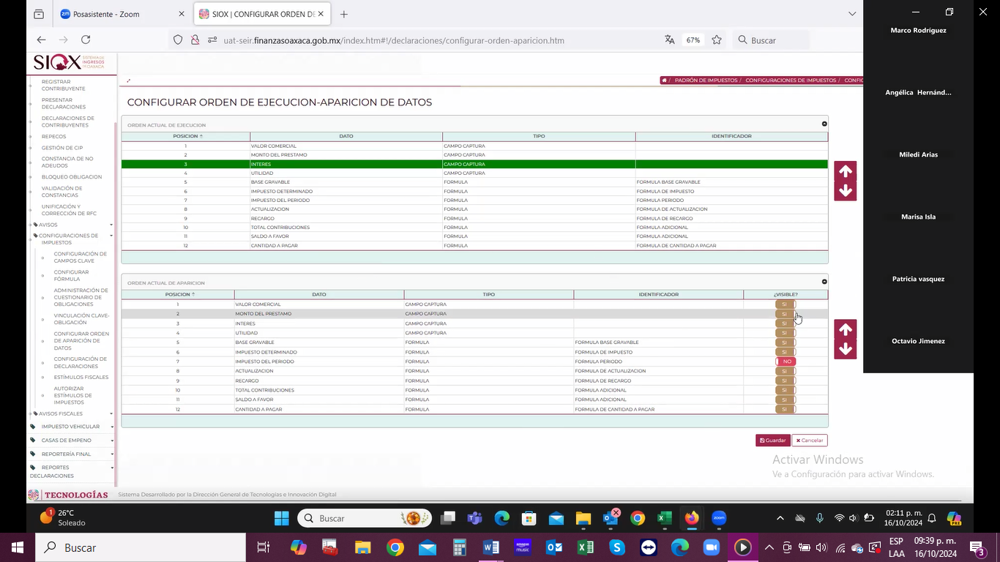 Posasistente - Zoom
SIOX | CONFIGURAR ORDEN DE
uat-seir.finanzasoaxaca.gob.mx/index.htm#!/declaraciones/configurar-orden-aparicion.htm
67%
Buscar
Marco Rodríguez
Angélica Hernánd...
Miledi Arias
Marisa Isla
Patricia vasquez
Octavio Jimenez
SIOX SISTEMA DE
INGRESOS
DE OAXACA
REGISTRAR
CONTRIBUYENTE
PRESENTAR
DECLARACIONES
DECLARACIONES DE
CONTRIBUYENTES
REPECOS
GESTIÓN DE CIP
CONSTANCIA DE NO
ADEUDOS
BLOQUEO OBLIGACION
VALIDACIÓN DE
CONSTANCIAS
UNIFICACIÓN Y
CORRECCIÓN DE RFC
AVISOS
CONFIGURACIONES DE
IMPUESTOS
CONFIGURACIÓN DE
CAMPOS CLAVE
CONFIGURAR
FÓRMULA
ADMINISTRACIÓN DE
CUESTIONARIO DE
OBLIGACIONES
VINCULACIÓN CLAVE-
OBLIGACIÓN
CONFIGURAR ORDEN
DE APARICIÓN DE
DATOS
CONFIGURACIÓN DE
DECLARACIONES
ESTÍMULOS FISCALES
AUTORIZAR
ESTÍMULOS DE
IMPUESTOS
AVISOS FISCALES
IMPUESTO VEHICULAR
CASAS DE EMPENO
REPORTERÍA FINAL
REPORTES
DECLARACIONES
/ PADRÓN DE IMPUESTOS / CONFIGURACIONES DE IMPUESTOS / CONFIG
CONFIGURAR ORDEN DE EJECUCION-APARICION DE DATOS
ORDEN ACTUAL DE EJECUCION
POSICION DATO TIPO IDENTIFICADOR
1 VALOR COMERCIAL CAMPO CAPTURA
2 MONTO DEL PRESTAMO CAMPO CAPTURA
3 INTERES CAMPO CAPTURA
4 UTILIDAD CAMPO CAPTURA
5 BASE GRAVABLE FORMULA FORMULA BASE GRAVABLE
6 IMPUESTO DETERMINADO FORMULA FORMULA DE IMPUESTO
7 IMPUESTO DEL PERIODO FORMULA FORMULA PERIODO
8 ACTUALIZACION FORMULA FORMULA DE ACTUALIZACION
9 RECARGO FORMULA FORMULA DE RECARGO
10 TOTAL CONTRIBUCIONES FORMULA FORMULA ADICIONAL
11 SALDO A FAVOR FORMULA FORMULA ADICIONAL
12 CANTIDAD A PAGAR FORMULA FORMULA DE CANTIDAD A PAGAR
ORDEN ACTUAL DE APARICION
POSICION DATO TIPO IDENTIFICADOR ¿VISIBLE?
1 VALOR COMERCIAL CAMPO CAPTURA SI
2 MONTO DEL PRESTAMO CAMPO CAPTURA SI
3 INTERES CAMPO CAPTURA SI
4 UTILIDAD CAMPO CAPTURA SI
5 BASE GRAVABLE FORMULA FORMULA BASE GRAVABLE SI
6 IMPUESTO DETERMINADO FORMULA FORMULA DE IMPUESTO SI
7 IMPUESTO DEL PERIODO FORMULA FORMULA PERIODO NO
8 ACTUALIZACION FORMULA FORMULA DE ACTUALIZACION SI
9 RECARGO FORMULA FORMULA DE RECARGO SI
10 TOTAL CONTRIBUCIONES FORMULA FORMULA ADICIONAL SI
11 SALDO A FAVOR FORMULA FORMULA ADICIONAL SI
12 CANTIDAD A PAGAR FORMULA FORMULA DE CANTIDAD A PAGAR SI
Guardar Cancelar
Activar Windows
Ve a Configuración para activar Windows.
TECNOLOGÍAS Sistema Desarrollado por la Dirección General de Tecnologías e Innovación Digital
1
26°C
Soleado
Buscar
02:11 p. m.
16/10/2024
PRE
Buscar
amazon
music
ESP
LAA
09:39 p. m.
16/10/2024
3